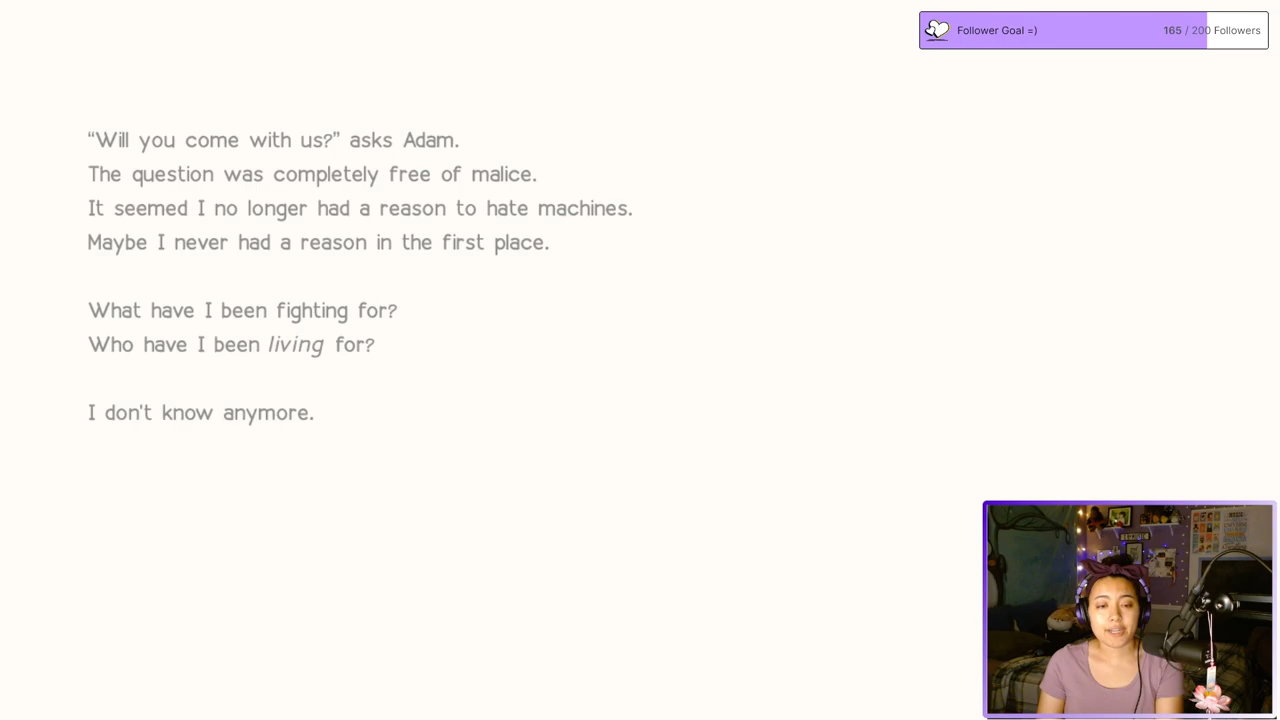 Follower Goal =)
165 / 200 Followers
“Will you come with us?” asks Adam.
The question was completely free of malice.
It seemed I no longer had a reason to hate machines.
Maybe I never had a reason in the first place.
What have I been fighting for?
Who have I been living for?
I don't know anymore.